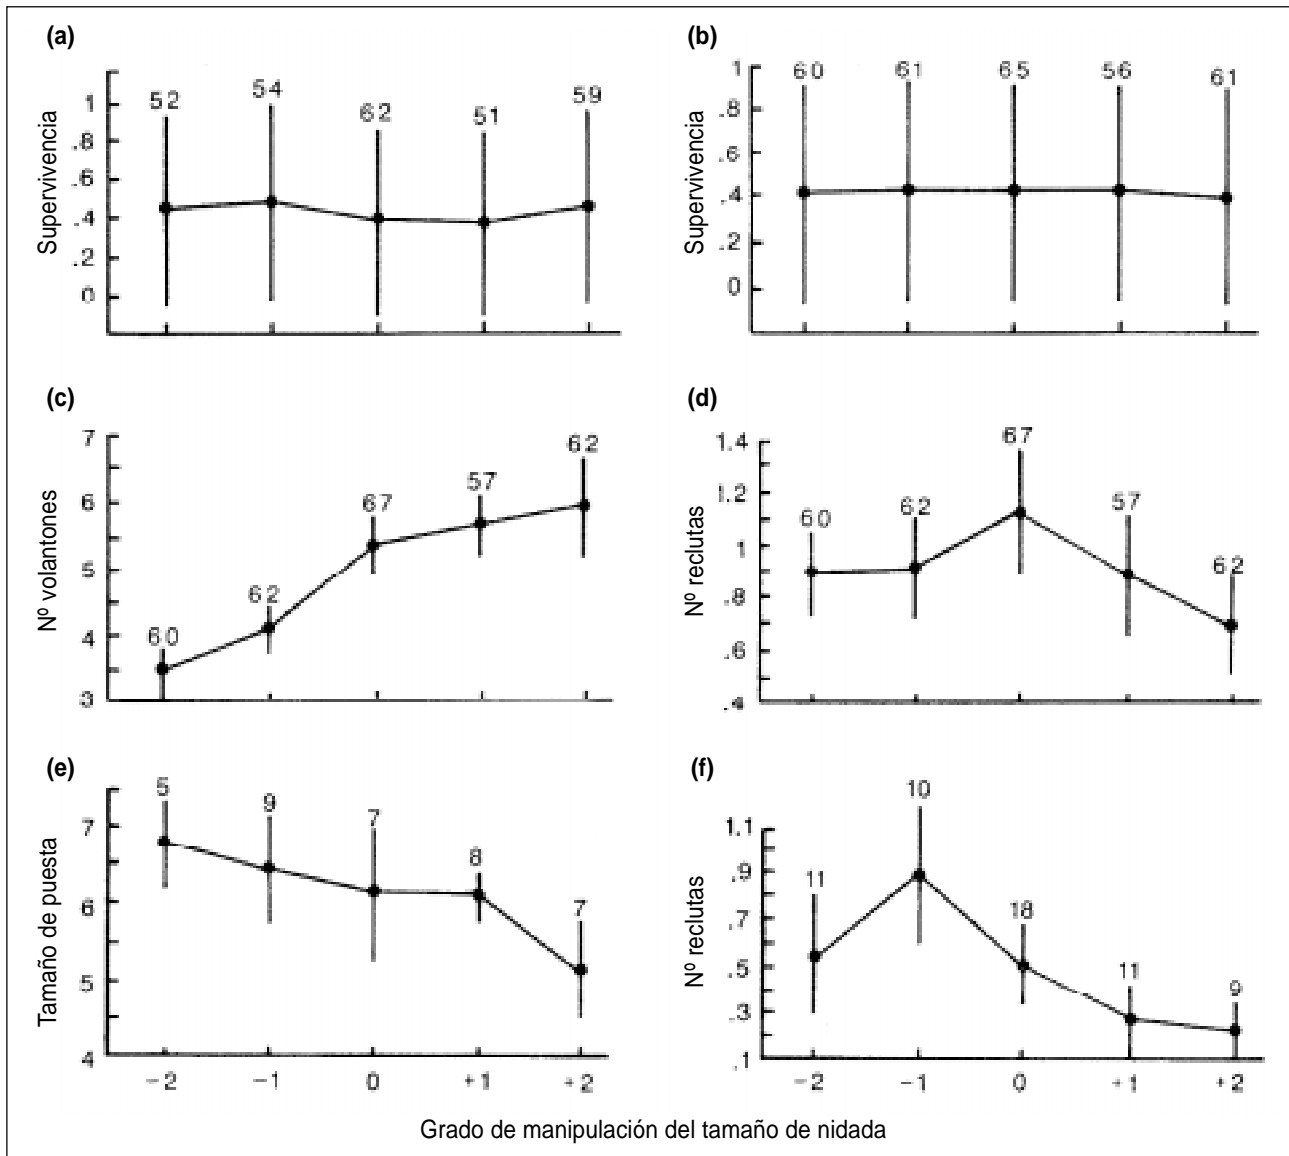 (a)
Supervivencia
1
.8
.6
.4
.2
0
52 54 62 51 59
(b)
Supervivencia
1
.8
.6
.4
.2
0
60 61 65 56 61
(c)
Nº volantones
7
6
5
4
3
60 62 67 57 62
(d)
Nº reclutas
1.4
1.2
1
.8
.6
.4
60 62 67 57 62
(e)
Tamaño de puesta
7
6
5
4
5 9 7 8 7
−2 −1 0 +1 +2
(f)
Nº reclutas
1.1
.9
.7
.5
.3
.1
11 10 18 11 9
−2 −1 0 +1 +2
Grado de manipulación del tamaño de nidada